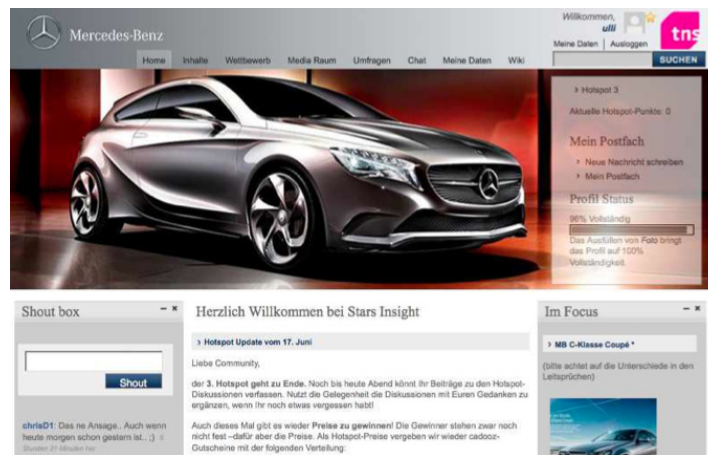 Mercedes-Benz
Willkommen,
ulli
Meine Daten | Ausloggen
tns
SUCHEN
Home Inhalte Wettbewerb Media Raum Umfragen Chat Meine Daten Wiki
› Hotspot 3
Aktuelle Hotspot-Punkte: 0
Mein Postfach
› Neue Nachricht schreiben
› Mein Postfach
Profil Status
96% Vollständig
Das Ausfüllen von Foto bringt
das Profil auf 100%
Vollständigkeit.
Shout box
Shout
chrisD1: Das ne Ansage.. Auch wenn
heute morgen schon gestern ist.. ;)
Stunden 21 Minuten her
Herzlich Willkommen bei Stars Insight
› Hotspot Update vom 17. Juni
Liebe Community,
der 3. Hotspot geht zu Ende. Noch bis heute Abend könnt Ihr Beiträge zu den Hotspot-
Diskussionen verfassen. Nutzt die Gelegenheit die Diskussionen mit Euren Gedanken zu
ergänzen, wenn Ihr noch etwas vergessen habt!
Auch dieses Mal gibt es wieder Preise zu gewinnen! Die Gewinner stehen zwar noch
nicht fest –dafür aber die Preise. Als Hotspot-Preise vergeben wir wieder cadooz-
Gutscheine mit der folgenden Verteilung:
Im Focus
› MB C-Klasse Coupé *
(bitte achtet auf die Unterschiede in den
Leitsprüchen)